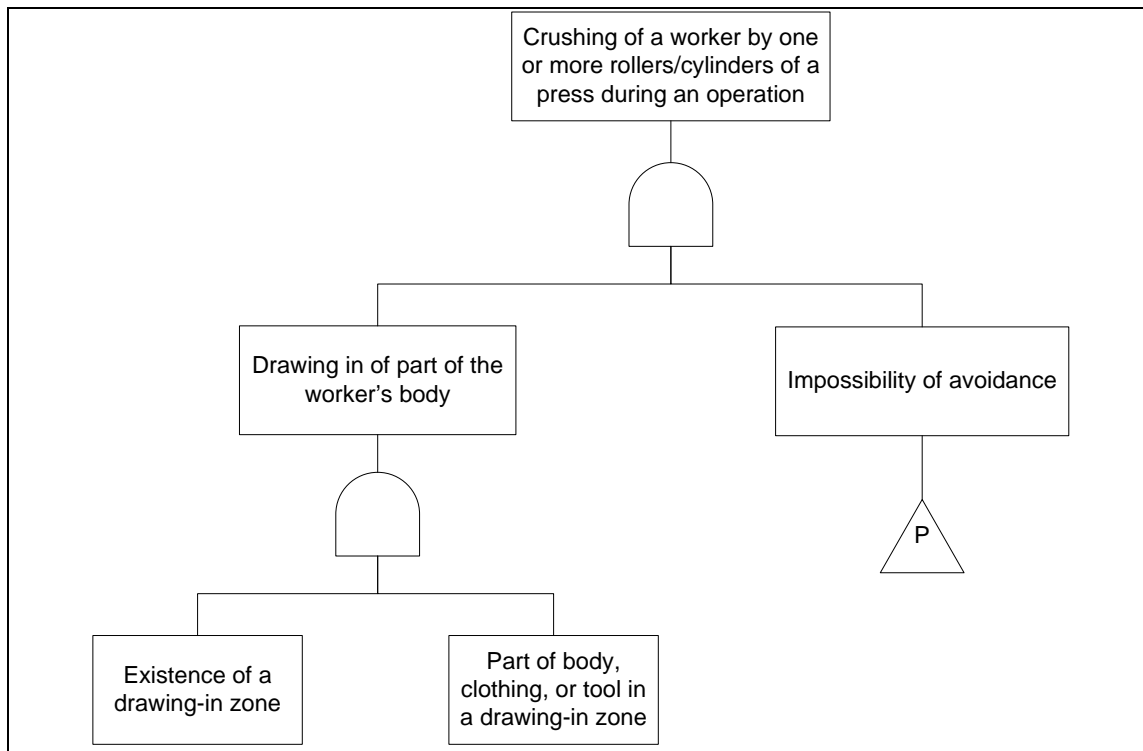 Crushing of a worker by one
or more rollers/cylinders of a
press during an operation
Drawing in of part of the
worker's body
Impossibility of avoidance
P
Existence of a
drawing-in zone
Part of body,
clothing, or tool in
a drawing-in zone